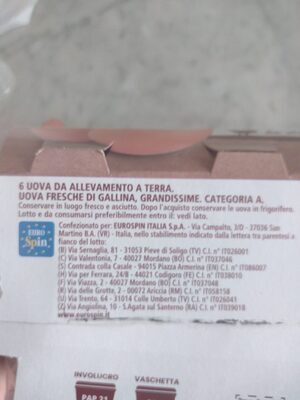 6 UOVA DA ALLEVAMENTO A TERRA.
UOVA FRESCHE DI GALLINA, GRANDISSIME. CATEGORIA A.
Conservare in luogo fresco e asciutto. Dopo l'acquisto conservare le uova in frigorifero.
Lotto e da consumarsi preferibilmente entro il: vedi lato.
EURO
Spin
Confezionato per: EUROSPIN ITALIA S.p.A. - Via Campalto, 3/D - 37036 San
Martino B.A. (VR) - Italia, nello stabilimento indicato dalla lettera tra parentesi a
fianco del lotto:
(B) Via Sernaglia, 81 - 31053 Pieve di Soligo (TV) C.I. n° IT026001
(C) Via Valentonia, 7 - 40027 Mordano (BO) C.I. n° IT037046
(S) Contrada Colla Casale - 94015 Piazza Armerina (EN) C.I. n° IT086007
(H) Via per Ferrara, 24/B - 44021 Codigoro (FE) C.I. n° IT038010
(F) Via Viazza, 2 - 40027 Mordano (BO) C.I. n° IT037048
(R) Via delle Grotte, 2 - 00072 Ariccia (RM) C.I. n° IT058158
(U) Via Trento, 64 - 31014 Colle Umberto (TV) C.I. n° IT026041
(Z) Via Angiolina, 10 - S.Agata sul Santerno (RA) C.I. n° IT039018
www.eurospin.it
INVOLUCRO VASCHETTA
PAP 21